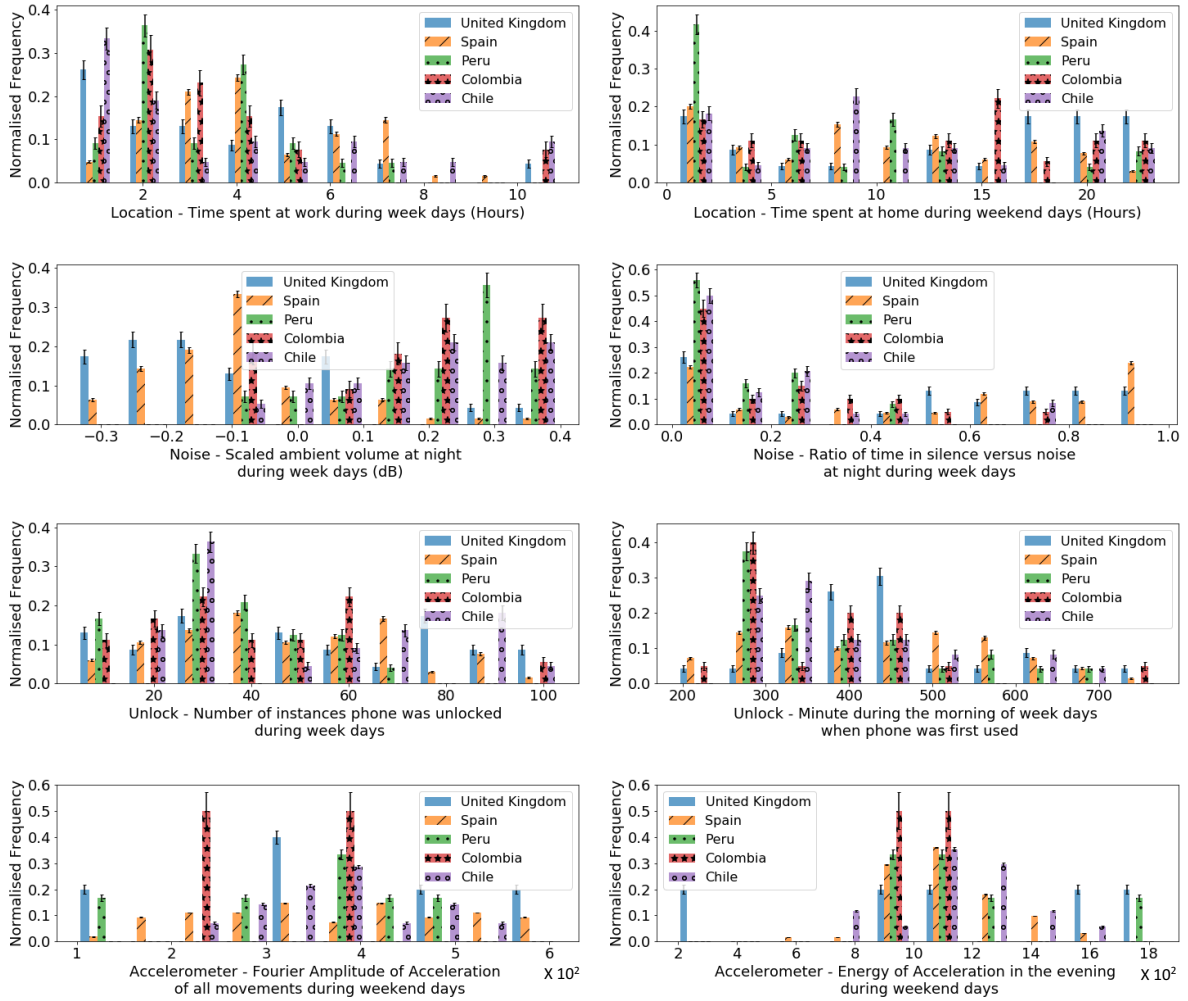 Normalised Frequency
0.4
0.3
0.2
0.1
0.0
United Kingdom
Spain
Peru
Colombia
Chile
2 4 6 8 10
Location - Time spent at work during week days (Hours)
Normalised Frequency
0.4
0.3
0.2
0.1
0.0
United Kingdom
Spain
Peru
Colombia
Chile
0 5 10 15 20
Location - Time spent at home during weekend days (Hours)
Normalised Frequency
0.4
0.3
0.2
0.1
0.0
United Kingdom
Spain
Peru
Colombia
Chile
−0.3 −0.2 −0.1 0.0 0.1 0.2 0.3 0.4
Noise - Scaled ambient volume at night
during week days (dB)
Normalised Frequency
0.6
0.5
0.4
0.3
0.2
0.1
0.0
United Kingdom
Spain
Peru
Colombia
Chile
0.0 0.2 0.4 0.6 0.8 1.0
Noise - Ratio of time in silence versus noise
at night during week days
Normalised Frequency
0.4
0.3
0.2
0.1
0.0
United Kingdom
Spain
Peru
Colombia
Chile
20 40 60 80 100
Unlock - Number of instances phone was unlocked
during week days
Normalised Frequency
0.4
0.3
0.2
0.1
0.0
United Kingdom
Spain
Peru
Colombia
Chile
200 300 400 500 600 700
Unlock - Minute during the morning of week days
when phone was first used
Normalised Frequency
0.6
0.5
0.4
0.3
0.2
0.1
0.0
United Kingdom
Spain
Peru
Colombia
Chile
1 2 3 4 5 6
Accelerometer - Fourier Amplitude of Acceleration
of all movements during weekend days
X 10²
Normalised Frequency
0.6
0.5
0.4
0.3
0.2
0.1
0.0
United Kingdom
Spain
Peru
Colombia
Chile
2 4 6 8 10 12 14 16 18
Accelerometer - Energy of Acceleration in the evening
during weekend days
X 10²